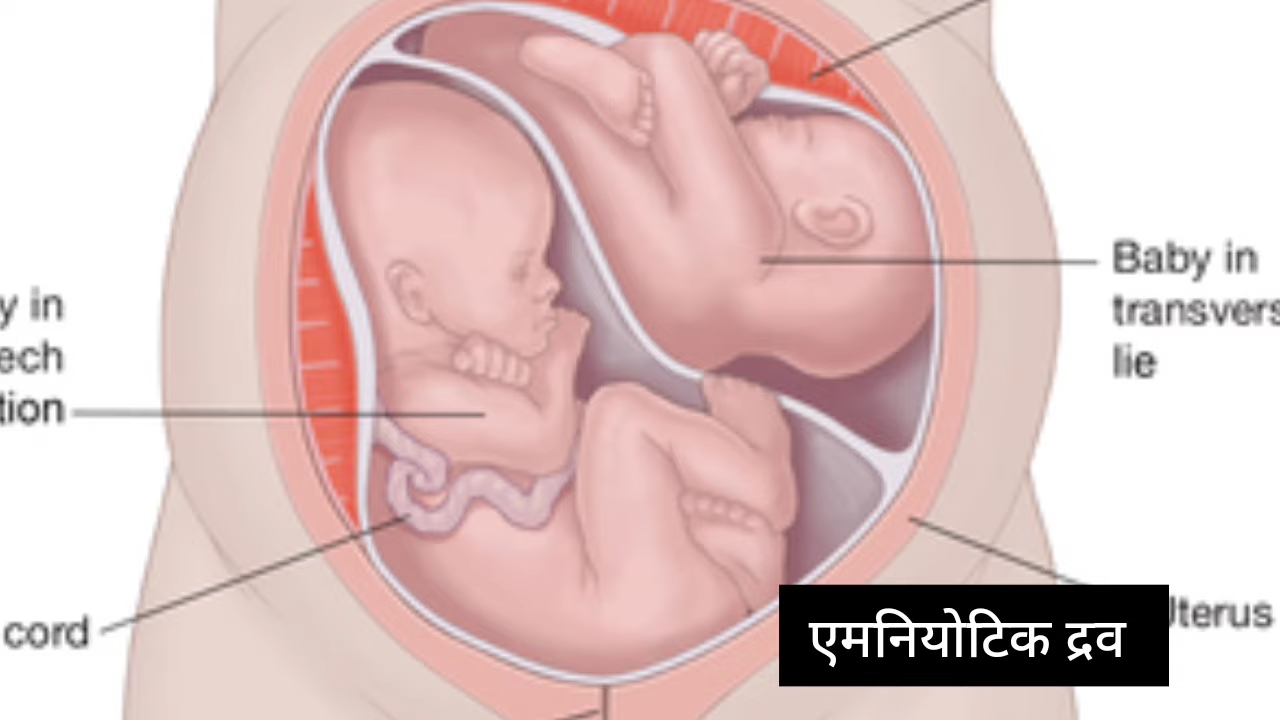 Baby in
transvers
lie
y in
ech
tion
cord
Uterus
एमनियोटिक द्रव